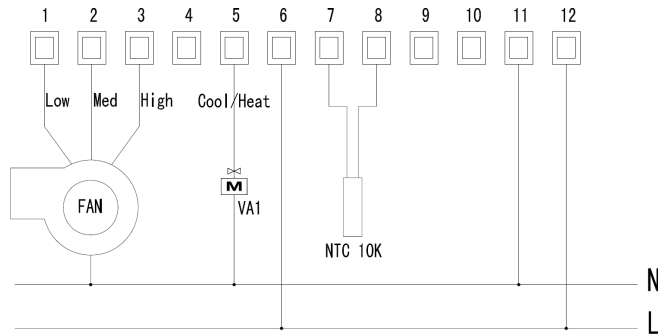 1 2 3 4 5 6 7 8 9 10 11 12
Low Med High Cool/Heat
FAN M
VA1
NTC 10K
N
L